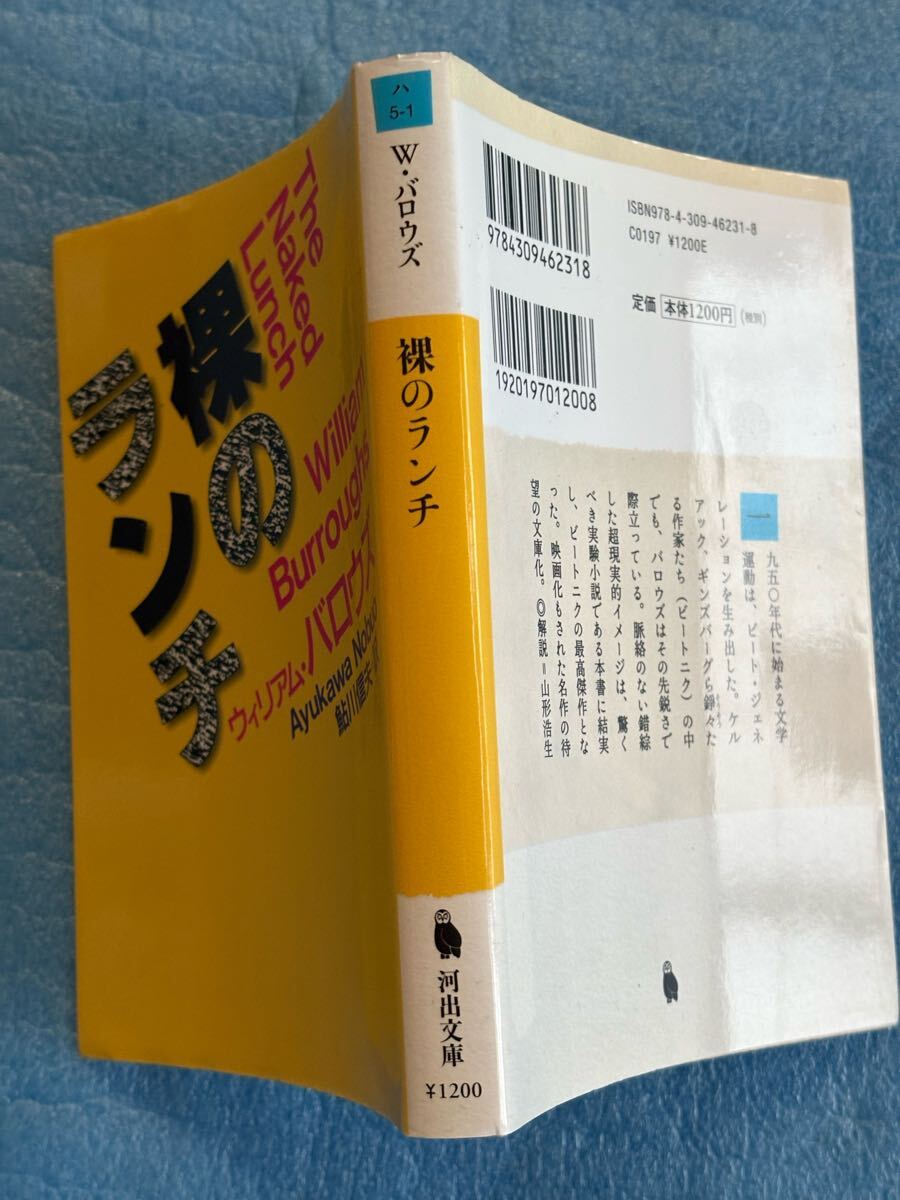 The
Naked
Lunch
裸の
ランチ
William
Burroughs
ウィリアム・バロウズ
Ayukawa Nobuo
鮎川信夫
ハ
5-1
W・バロウズ
裸のランチ
河出文庫
¥1200
9784309462318
1920197012008
ISBN978-4-309-46231-8
C0197 ¥1200E
定価 本体1200円 (税別)
一九五〇年代に始まる文学
運動は、ビート・ジェネ
レーションを生み出した。ケル
アック、ギンズバーグら錚々た
る作家たち(ビートニク)の中
でも、バロウズはその先鋭さで
際立っている。脈絡のない錯綜
した超現実的イメージは、驚く
べき実験小説である本書に結実
し、ビートニクの最高傑作とな
った。映画化もされた名作の待
望の文庫化。◎解説=山形浩生